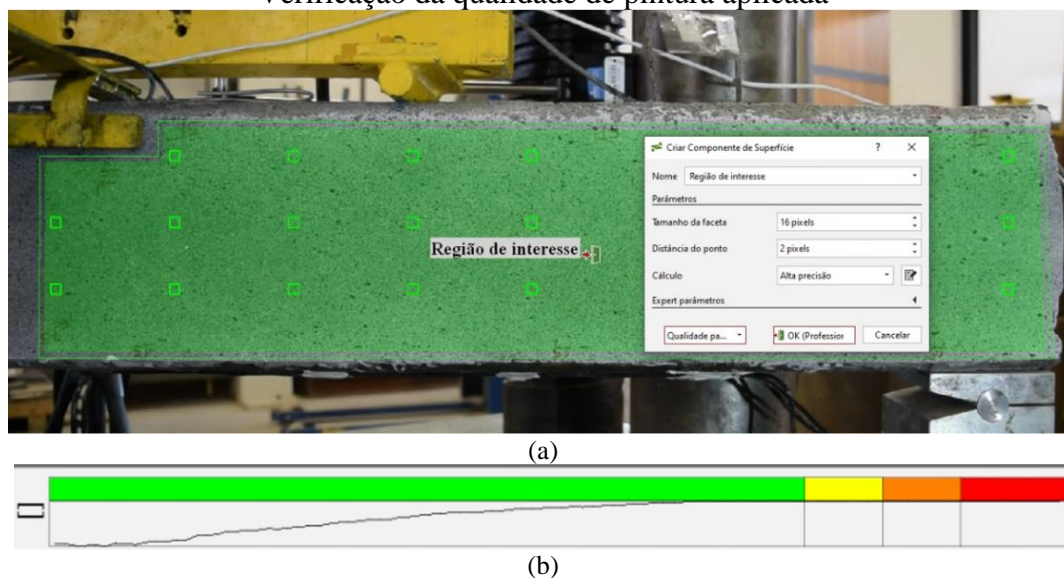 Verificação da qualidade de pintura aplicada
Criar Componente de Superfície ? ×
Nome Região de interesse
Parâmetros
Tamanho da faceta 16 pixels
Distância do ponto 2 pixels
Cálculo Alta precisão
Expert parâmetros
Qualidade pa... OK (Professior Cancelar
Região de interesse
(a)
(b)